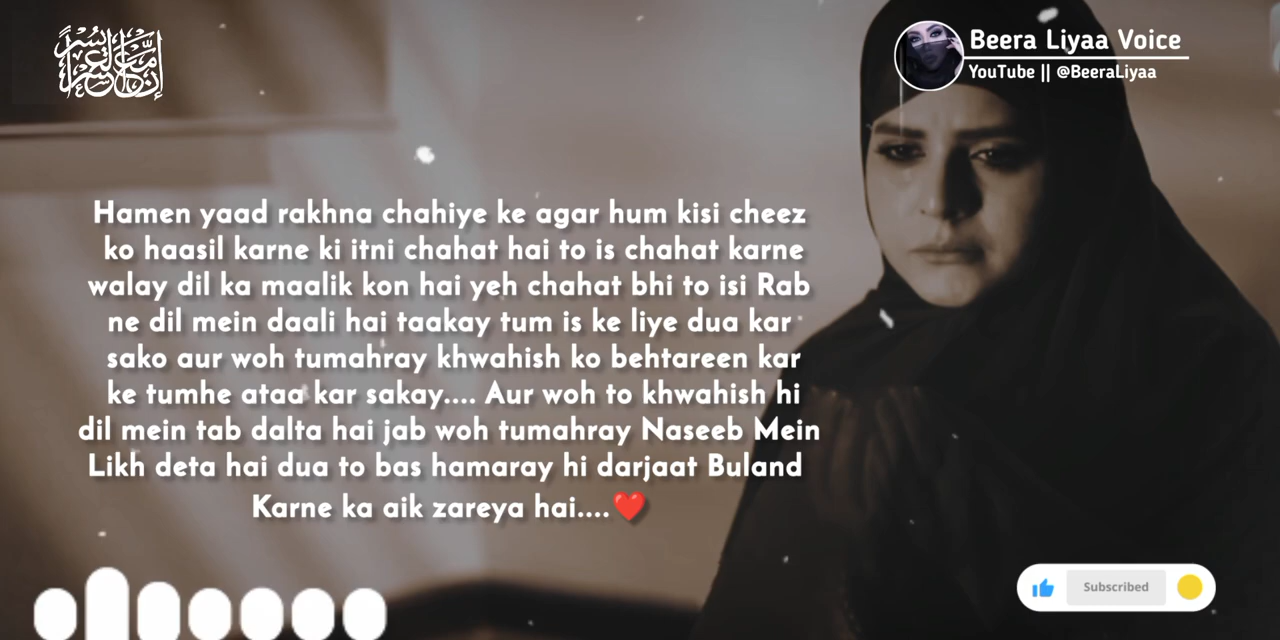 إن مع العسر يسرا
Beera Liyaa Voice
YouTube || @BeeraLiyaa
Hamen yaad rakhna chahiye ke agar hum kisi cheez
ko haasil karne ki itni chahat hai to is chahat karne
walay dil ka maalik kon hai yeh chahat bhi to isi Rab
ne dil mein daali hai taakay tum is ke liye dua kar
sako aur woh tumahray khwahish ko behtareen kar
ke tumhe ataa kar sakay.... Aur woh to khwahish hi
dil mein tab dalta hai jab woh tumahray Naseeb Mein
Likh deta hai dua to bas hamaray hi darjaat Buland
Karne ka aik zareya hai....❤️
Subscribed